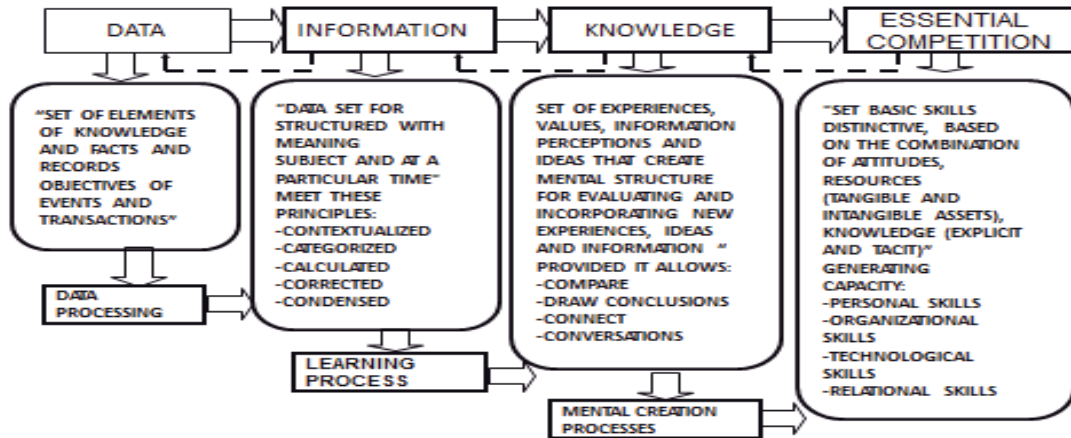 DATA
INFORMATION
KNOWLEDGE
ESSENTIAL
COMPETITION
"SET OF ELEMENTS
OF KNOWLEDGE
AND FACTS AND
RECORDS
OBJECTIVES OF
EVENTS AND
TRANSACTIONS"
DATA
PROCESSING
"DATA SET FOR
STRUCTURED WITH
MEANING
SUBJECT AND AT A
PARTICULAR TIME"
MEET THESE
PRINCIPLES:
-CONTEXTUALIZED
-CATEGORIZED
-CALCULATED
-CORRECTED
-CONDENSED
LEARNING
PROCESS
SET OF EXPERIENCES,
VALUES, INFORMATION
PERCEPTIONS AND
IDEAS THAT CREATE
MENTAL STRUCTURE
FOR EVALUATING AND
INCORPORATING NEW
EXPERIENCES, IDEAS
AND INFORMATION "
PROVIDED IT ALLOWS:
-COMPARE
-DRAW CONCLUSIONS
-CONNECT
-CONVERSATIONS
MENTAL CREATION
PROCESSES
"SET BASIC SKILLS
DISTINCTIVE, BASED
ON THE COMBINATION
OF ATTITUDES,
RESOURCES
(TANGIBLE AND
INTANGIBLE ASSETS),
KNOWLEDGE (EXPLICIT
AND TACIT)"
GENERATING
CAPACITY:
-PERSONAL SKILLS
-ORGANIZATIONAL
SKILLS
-TECHNOLOGICAL
SKILLS
-RELATIONAL SKILLS